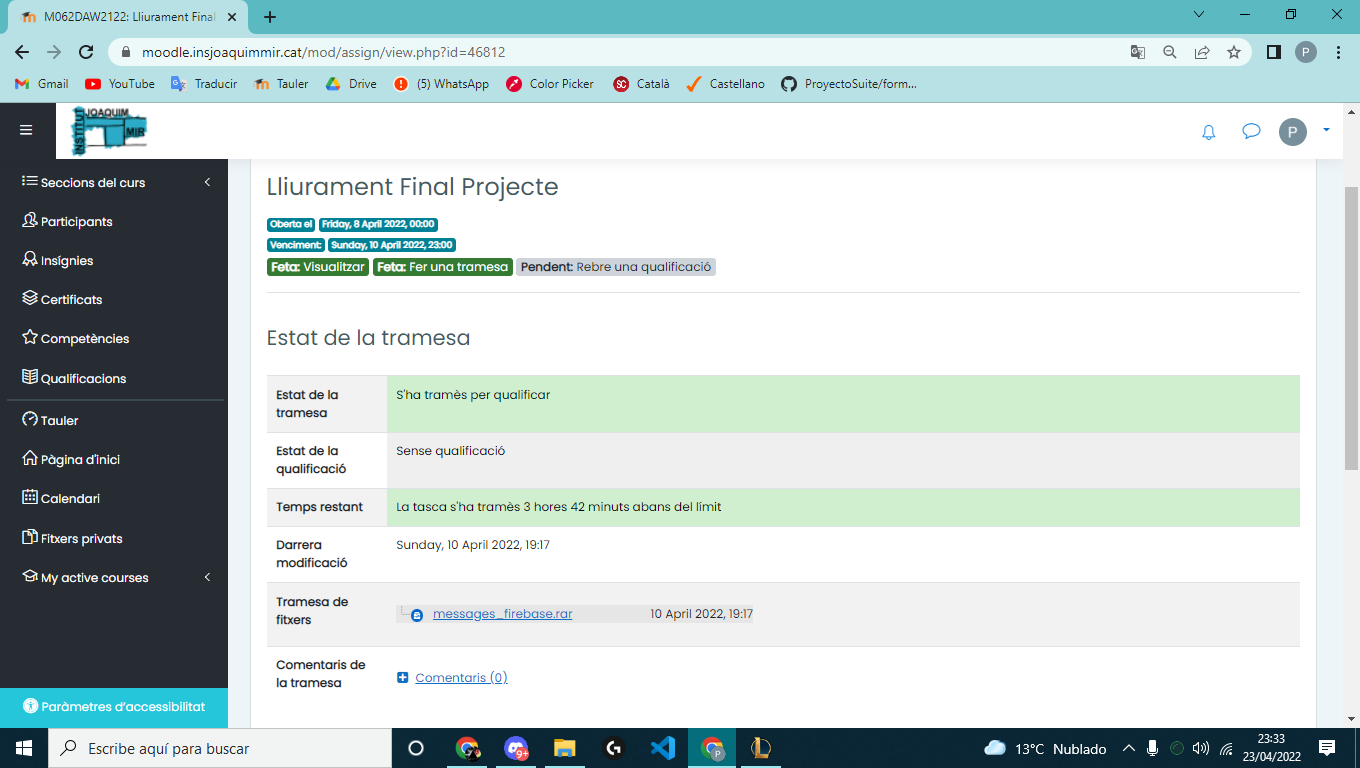 M062DAW2122: Lliurament Final
moodle.insjoaquimmir.cat/mod/assign/view.php?id=46812
P
Gmail YouTube Traducir Tauler Drive (5) WhatsApp Color Picker Català Castellano ProyectoSuite/form...
INSTITUT JOAQUIM MIR
P
Seccions del curs
Participants
Insígnies
Certificats
Competències
Qualificacions
Tauler
Pàgina d'inici
Calendari
Fitxers privats
My active courses
Paràmetres d'accessibilitat
Lliurament Final Projecte
Oberta el Friday, 8 April 2022, 00:00
Venciment: Sunday, 10 April 2022, 23:00
Feta: Visualitzar Feta: Fer una tramesa Pendent: Rebre una qualificació
Estat de la tramesa
Estat de la
tramesa
S'ha tramès per qualificar
Estat de la
qualificació
Sense qualificació
Temps restant
La tasca s'ha tramès 3 hores 42 minuts abans del límit
Darrera
modificació
Sunday, 10 April 2022, 19:17
Tramesa de
fitxers
messages_firebase.rar 10 April 2022, 19:17
Comentaris de
la tramesa
Comentaris (0)
Escribe aquí para buscar
9+
P
13°C Nublado
23:33
23/04/2022